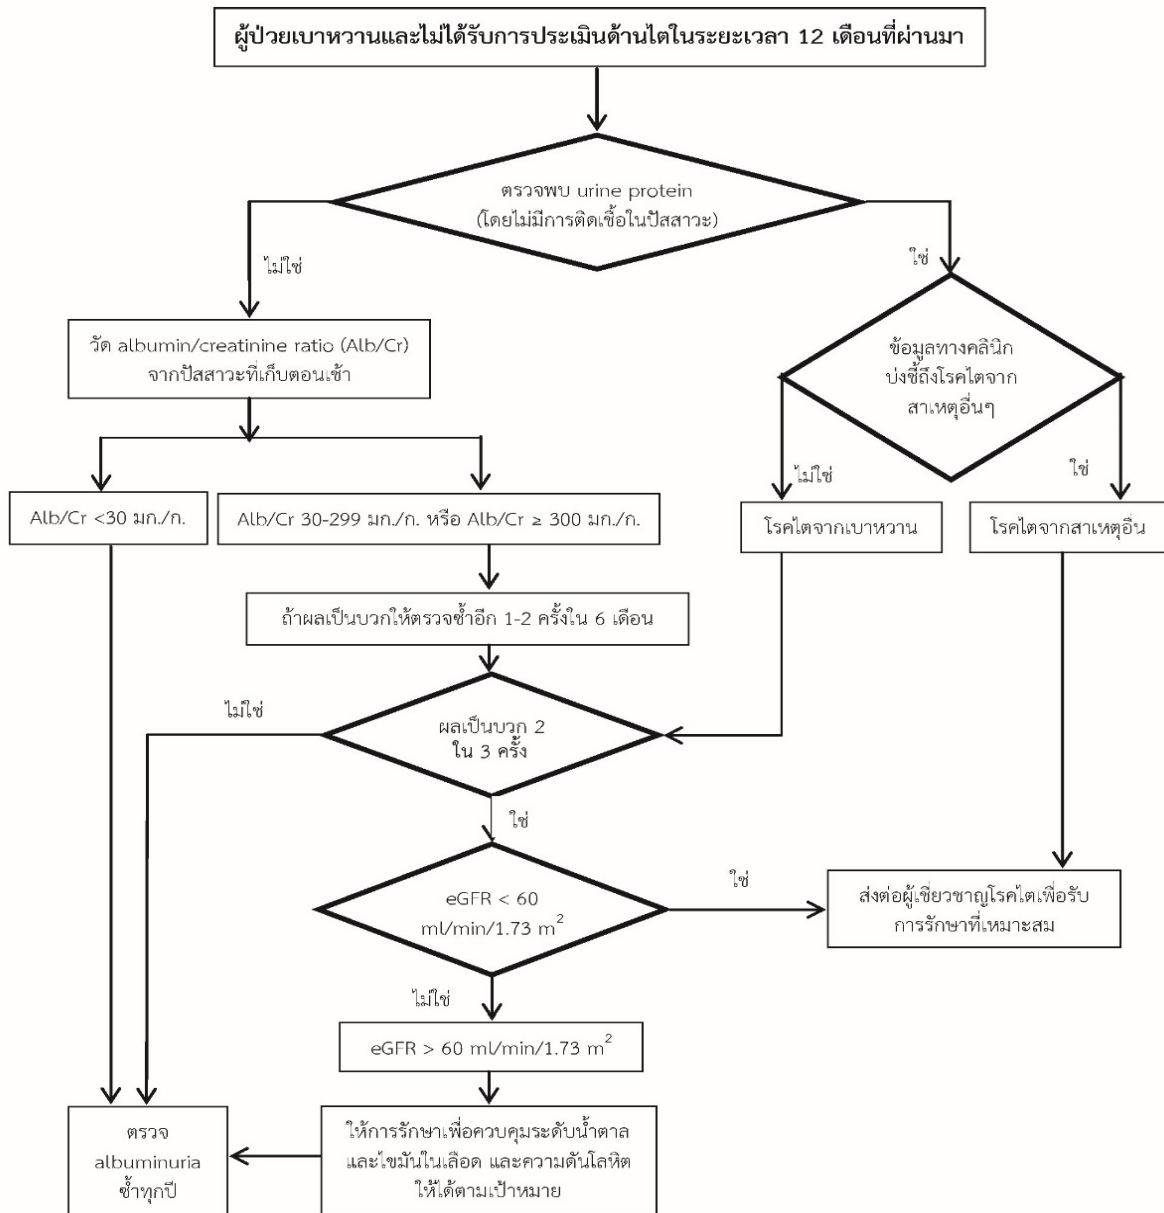 ผู้ป่วยเบาหวานและไม่ได้รับการประเมินด้านไตในระยะเวลา 12 เดือนที่ผ่านมา
ตรวจพบ urine protein
(โดยไม่มีการติดเชื้อในปัสสาวะ)
ไม่ใช่
ใช่
วัด albumin/creatinine ratio (Alb/Cr)
จากปัสสาวะที่เก็บตอนเช้า
ข้อมูลทางคลินิก
บ่งชี้ถึงโรคไตจาก
สาเหตุอื่นๆ
ไม่ใช่
ใช่
Alb/Cr <30 มก./ก.
Alb/Cr 30-299 มก./ก. หรือ Alb/Cr ≥ 300 มก./ก.
โรคไตจากเบาหวาน
โรคไตจากสาเหตุอื่น
ถ้าผลเป็นบวกให้ตรวจซ้ำอีก 1-2 ครั้งใน 6 เดือน
ไม่ใช่
ผลเป็นบวก 2
ใน 3 ครั้ง
ใช่
eGFR < 60
ml/min/1.73 m²
ใช่
ส่งต่อผู้เชี่ยวชาญโรคไตเพื่อรับ
การรักษาที่เหมาะสม
ไม่ใช่
eGFR > 60 ml/min/1.73 m²
ตรวจ
albuminuria
ซ้ำทุกปี
ให้การรักษาเพื่อควบคุมระดับน้ำตาล
และไขมันในเลือด และความดันโลหิต
ให้ได้ตามเป้าหมาย